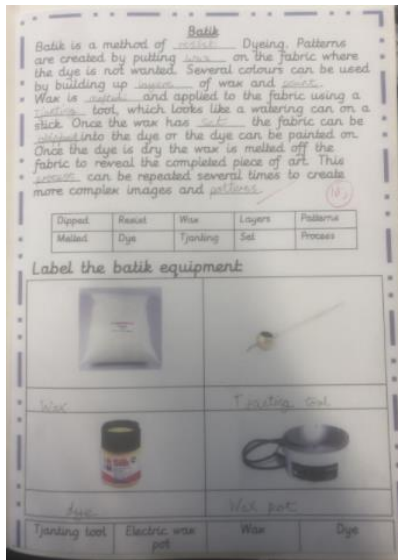 Batik
Batik is a method of resist Dyeing. Patterns
are created by putting wax on the fabric where
the dye is not wanted. Several colours can be used
by building up layers of wax and
Wax is melted and applied to the fabric using a
Tjanting tool, which looks like a watering can on a
stick. Once the wax has set the fabric can be
dipped into the dye or the dye can be painted on.
Once the dye is dry the wax is melted off the
fabric to reveal the completed piece of art. This
process can be repeated several times to create
more complex images and
Dipped Resist Wax Layers Patterns
Melted Dye Tjanting Set Process
Label the batik equipment
Wax Tjanting tool
dye Wax pot
Tjanting tool Electric wax pot Wax Dye